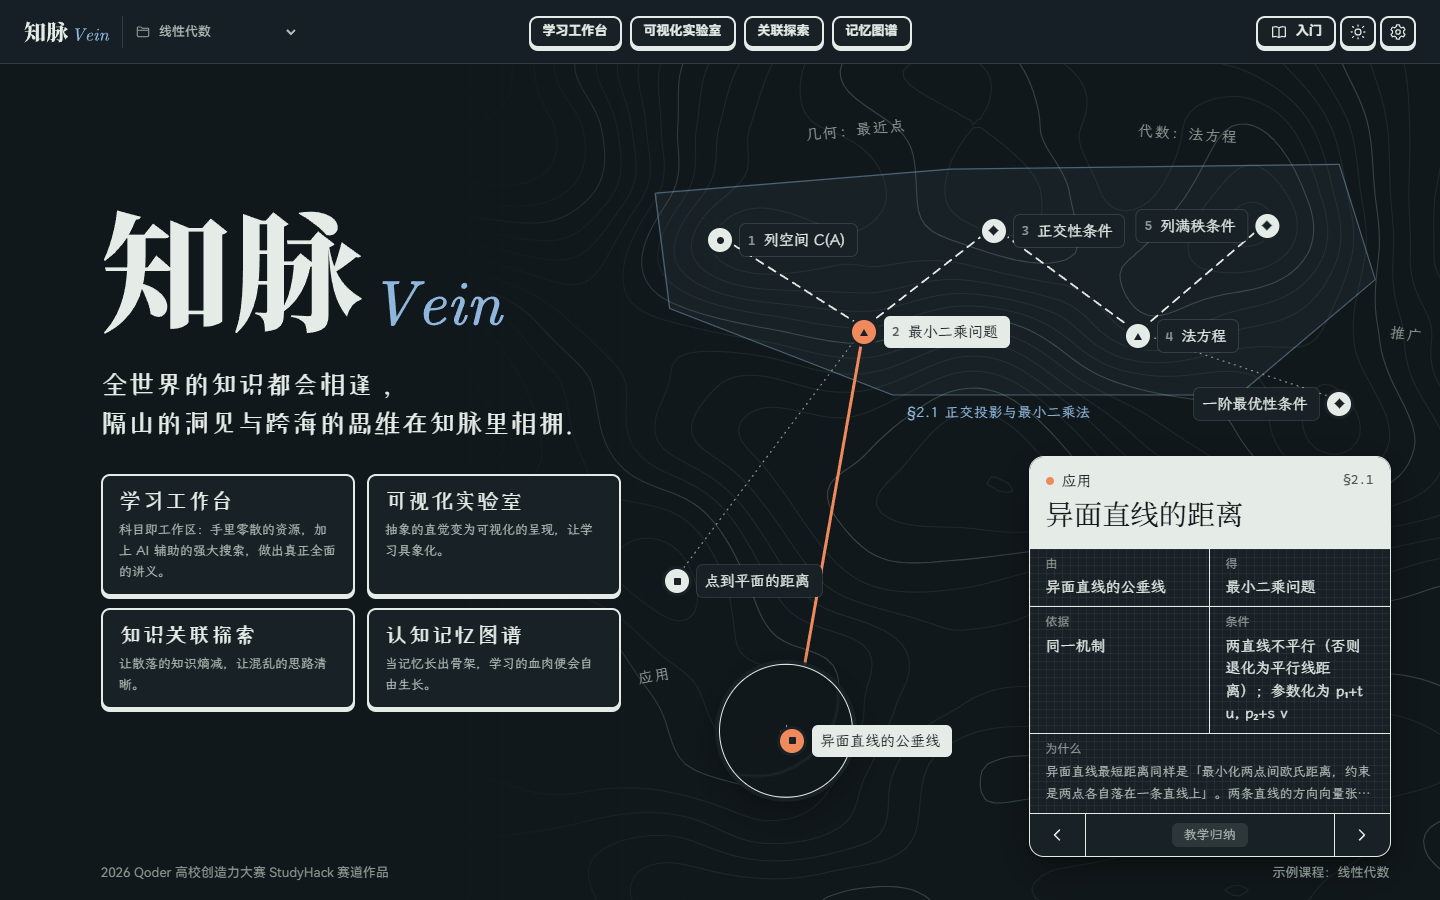 知脉 Vein
线性代数
学习工作台
可视化实验室
关联探索
记忆图谱
入门
几何：最近点
代数：法方程
1 列空间 C(A)
3 正交性条件
5 列满秩条件
2 最小二乘问题
4 法方程
推广
一阶最优性条件
§2.1 正交投影与最小二乘法
知脉 Vein
全世界的知识都会相逢，
隔山的洞见与跨海的思维在知脉里相拥.
学习工作台
科目即工作区：手里零散的资源，加
上 AI 辅助的强大搜索，做出真正全面
的讲义。
可视化实验室
抽象的直觉变为可视化的呈现，让学
习具象化。
知识关联探索
让散落的知识熵减，让混乱的思路清
晰。
认知记忆图谱
当记忆长出骨架，学习的血肉便会自
由生长。
点到平面的距离
应用
异面直线的公垂线
应用
§2.1
异面直线的距离
由
异面直线的公垂线
得
最小二乘问题
依据
同一机制
条件
两直线不平行（否则
退化为平行线距
离）；参数化为 p₁+t
u, p₂+s v
为什么
异面直线最短距离同样是「最小化两点间欧氏距离，约束
是两点各自落在一条直线上」。两条直线的方向向量张…
教学归纳
2026 Qoder 高校创造力大赛 StudyHack 赛道作品
示例课程：线性代数